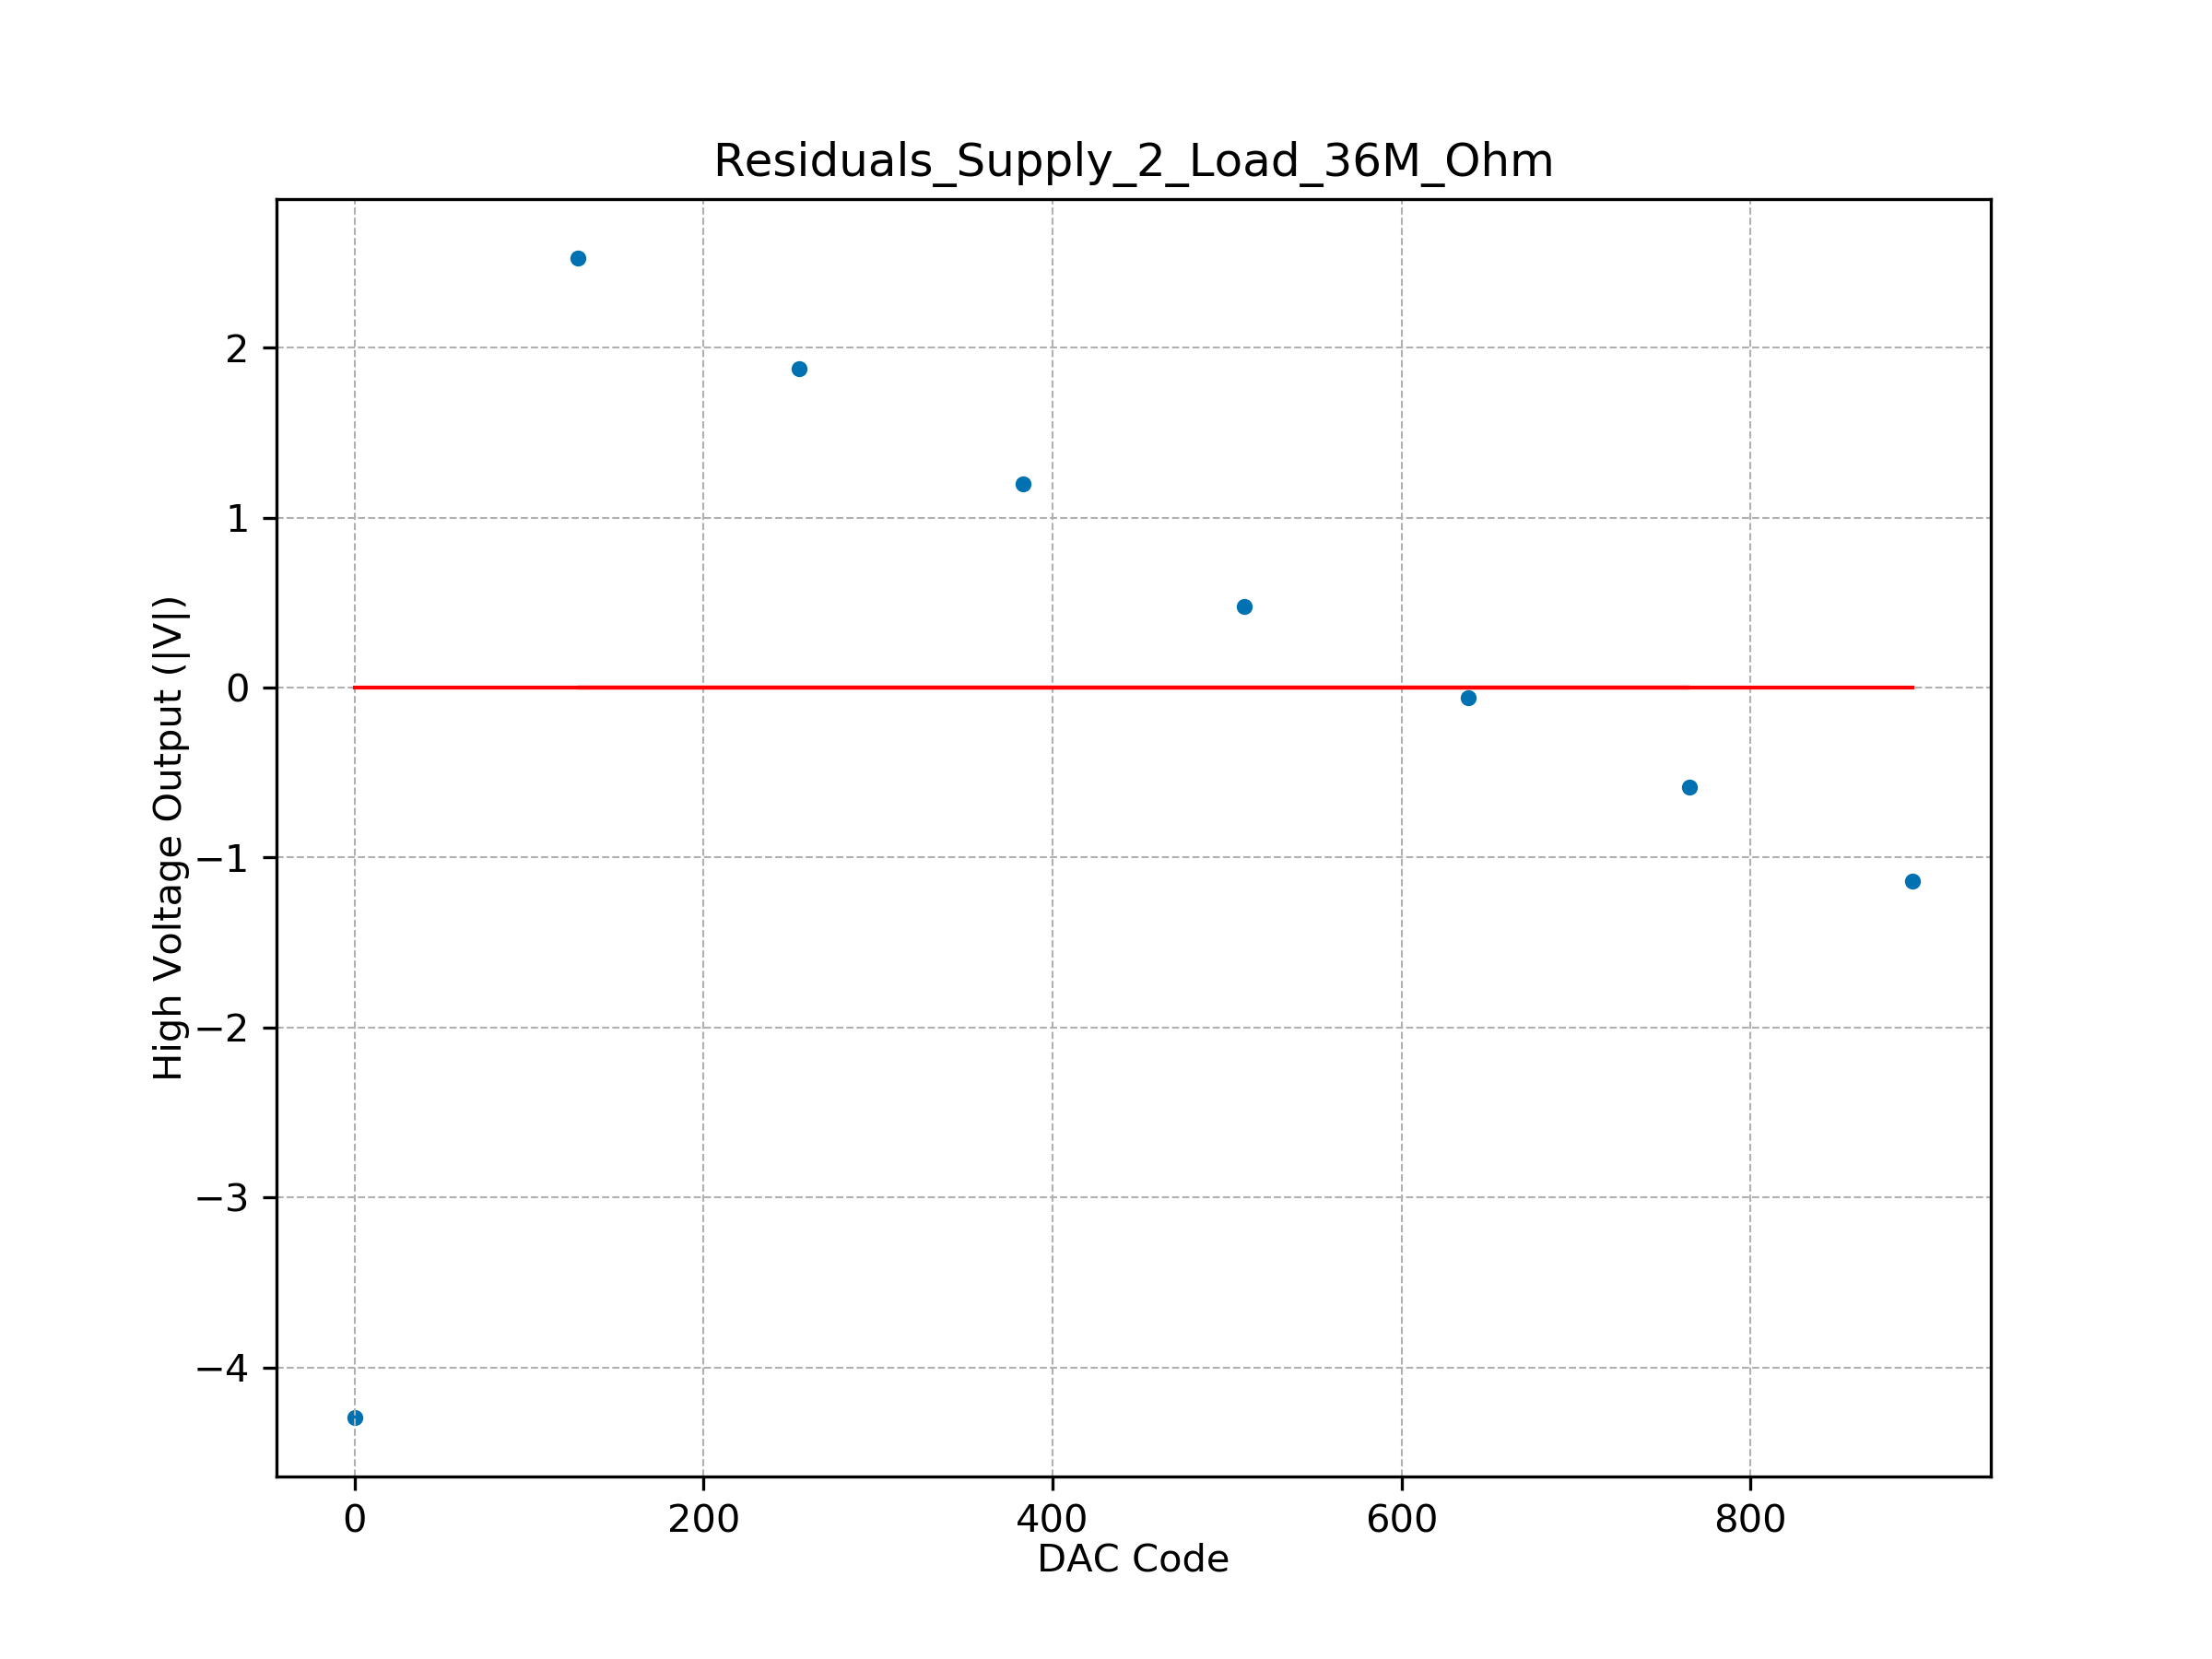 Residuals_Supply_2_Load_36M_Ohm
High Voltage Output (|V|)
2
1
0
−1
−2
−3
−4
0 200 400 600 800
DAC Code